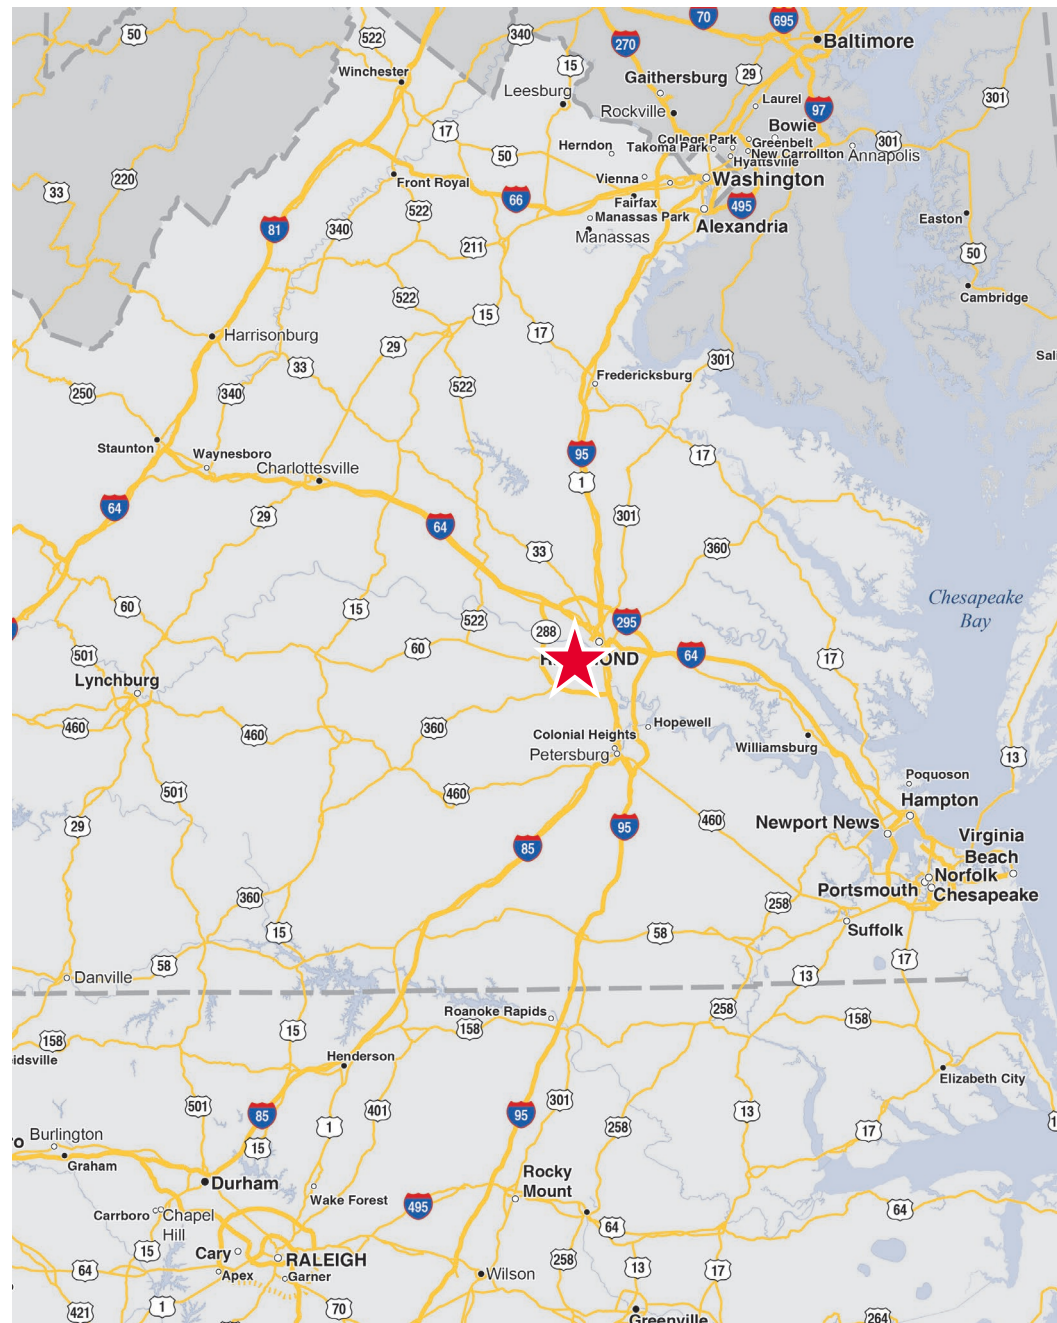 70
695
50
522
340
270
Baltimore
15
Winchester
Gaithersburg
29
Leesburg
301
Laurel
97
Rockville
17
Bowie
College Park
Greenbelt
301
Herndon
Takoma Park
50
New Carrollton
Annapolis
Hyattsville
220
Vienna
Washington
33
Front Royal
66
Fairfax
495
522
Manassas Park
Easton
81
340
Alexandria
Manassas
211
50
522
Cambridge
15
17
Harrisonburg
29
301
Sal
33
Fredericksburg
250
340
522
Staunton
Waynesboro
95
17
Charlottesville
1
64
29
64
301
33
360
Chesapeake
Bay
60
15
522
295
288
60
64
17
501
Lynchburg
460
460
360
Hopewell
Colonial Heights
Williamsburg
Petersburg
13
Poquoson
501
460
Hampton
29
95
460
Newport News
Virginia
Beach
85
Norfolk
Portsmouth
Chesapeake
360
258
Suffolk
15
58
17
58
Danville
13
Roanoke Rapids
258
158
158
15
158
idsville
Henderson
Elizabeth City
501
85
401
95
301
13
1
258
17
Burlington
15
Graham
Rocky
Mount
Durham
Wake Forest
495
64
Carrboro
Chapel
Hill
64
15
Cary
RALEIGH
258
13
17
64
Apex
Garner
Wilson
421
1
70
Greenville
264